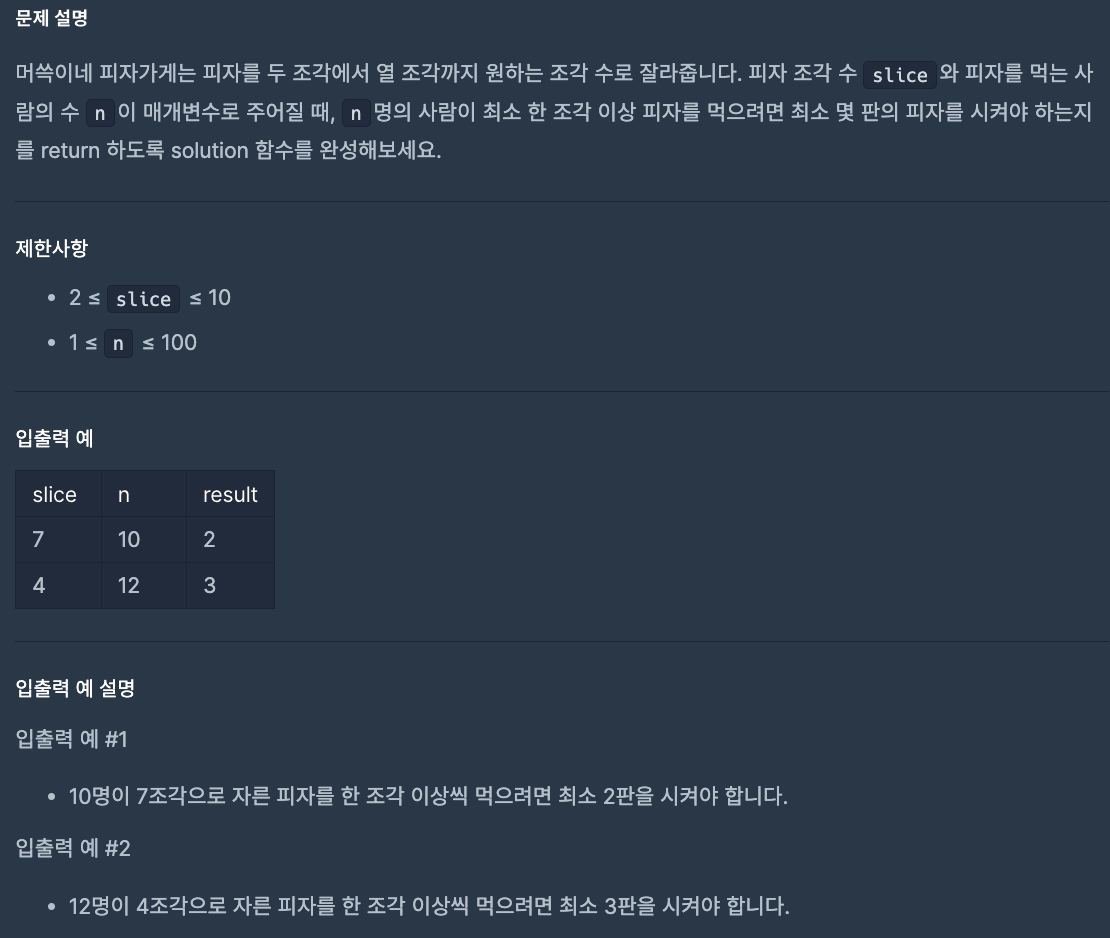 문제 설명
머쓱이네 피자가게는 피자를 두 조각에서 열 조각까지 원하는 조각 수로 잘라줍니다. 피자 조각 수 slice 와 피자를 먹는 사
람의 수 n 이 매개변수로 주어질 때, n 명의 사람이 최소 한 조각 이상 피자를 먹으려면 최소 몇 판의 피자를 시켜야 하는지
를 return 하도록 solution 함수를 완성해보세요.
제한사항
• 2 ≤ slice ≤ 10
• 1 ≤ n ≤ 100
입출력 예
slice n result
7 10 2
4 12 3
입출력 예 설명
입출력 예 #1
• 10명이 7조각으로 자른 피자를 한 조각 이상씩 먹으려면 최소 2판을 시켜야 합니다.
입출력 예 #2
• 12명이 4조각으로 자른 피자를 한 조각 이상씩 먹으려면 최소 3판을 시켜야 합니다.